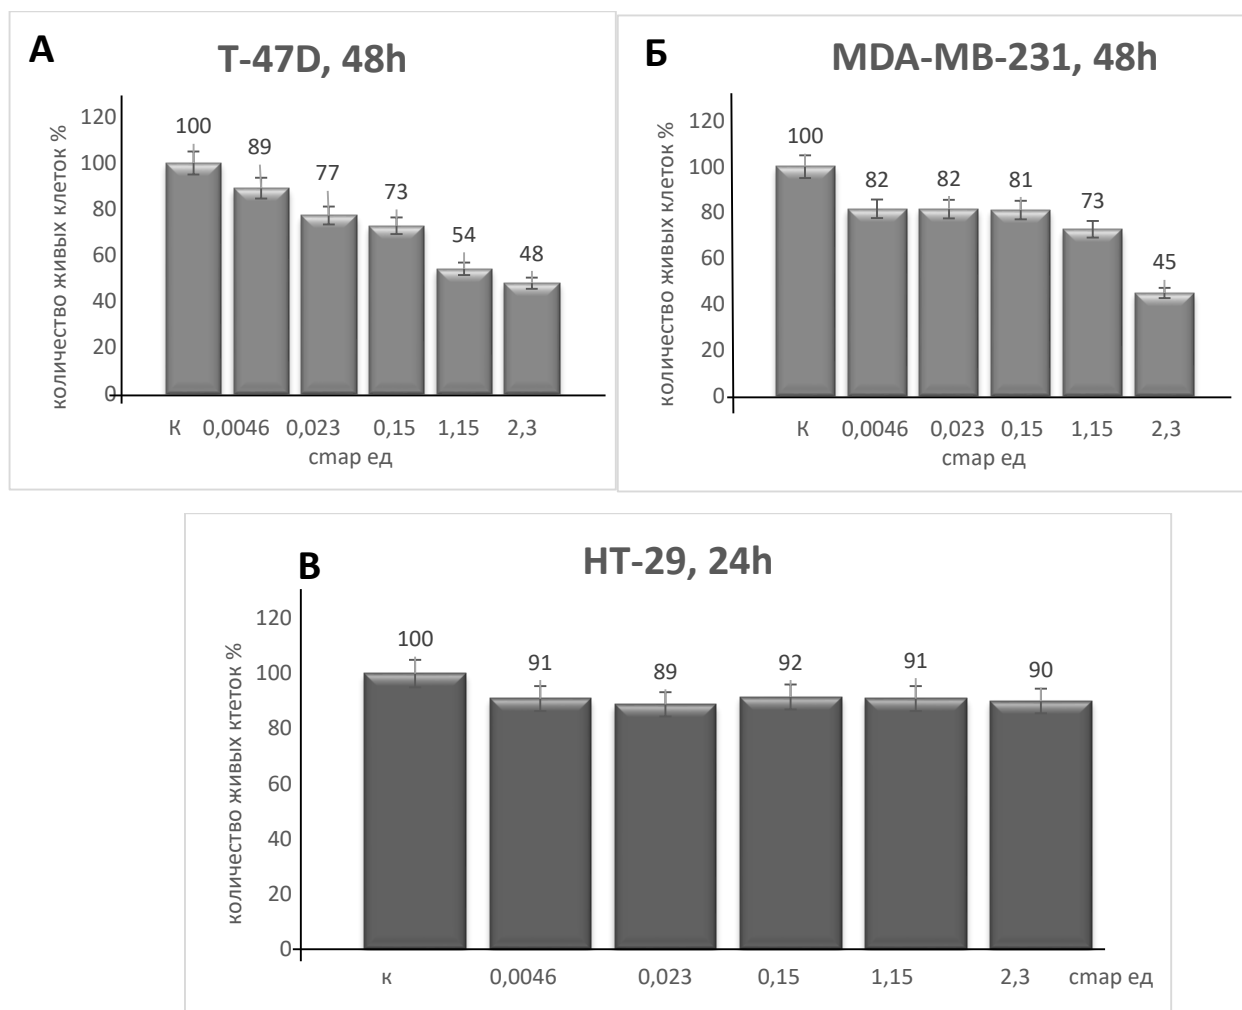 А
T-47D, 48h
количество живых клеток %
120
100
80
60
40
20
0
100
89
77
73
54
48
К 0,0046 0,023 0,15 1,15 2,3
стар ед
Б
MDA-MB-231, 48h
количество живых клеток %
120
100
80
60
40
20
0
100
82
82
81
73
45
К 0,0046 0,023 0,15 1,15 2,3
стар ед
В
HT-29, 24h
количество живых ктеток %
120
100
80
60
40
20
0
100
91
89
92
91
90
к 0,0046 0,023 0,15 1,15 2,3 стар ед